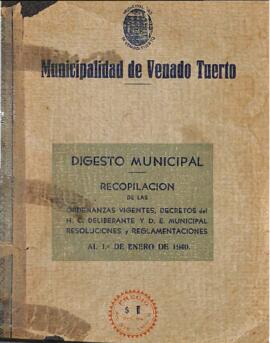 Municipalidad de Venado Tuerto
DIGESTO MUNICIPAL
RECOPILACION
DE LAS
ORDENANZAS VIGENTES, DECRETOS del
H. C. DELIBERANTE Y D. E. MUNICIPAL
RESOLUCIONES y REGLAMENTACIONES
AL 1.º DE ENERO DE 1940.